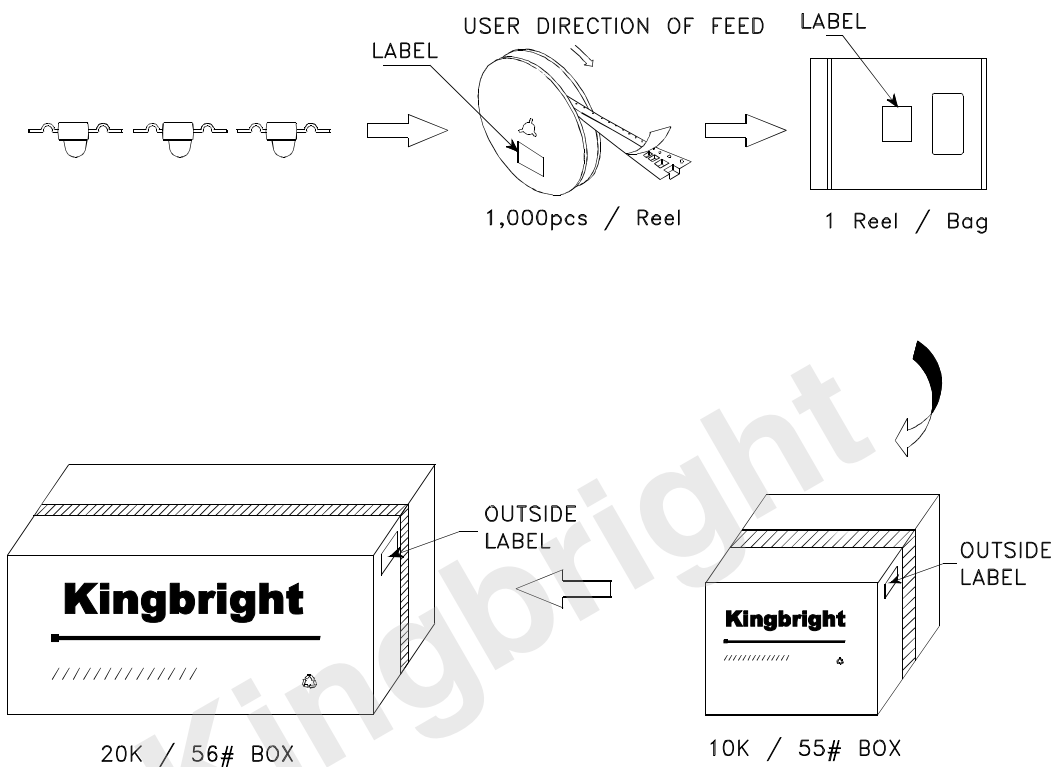 USER DIRECTION OF FEED
LABEL
LABEL
1,000pcs / Reel
1 Reel / Bag
OUTSIDE
LABEL
Kingbright
10K / 55# BOX
OUTSIDE
LABEL
Kingbright
20K / 56# BOX
Kingbright